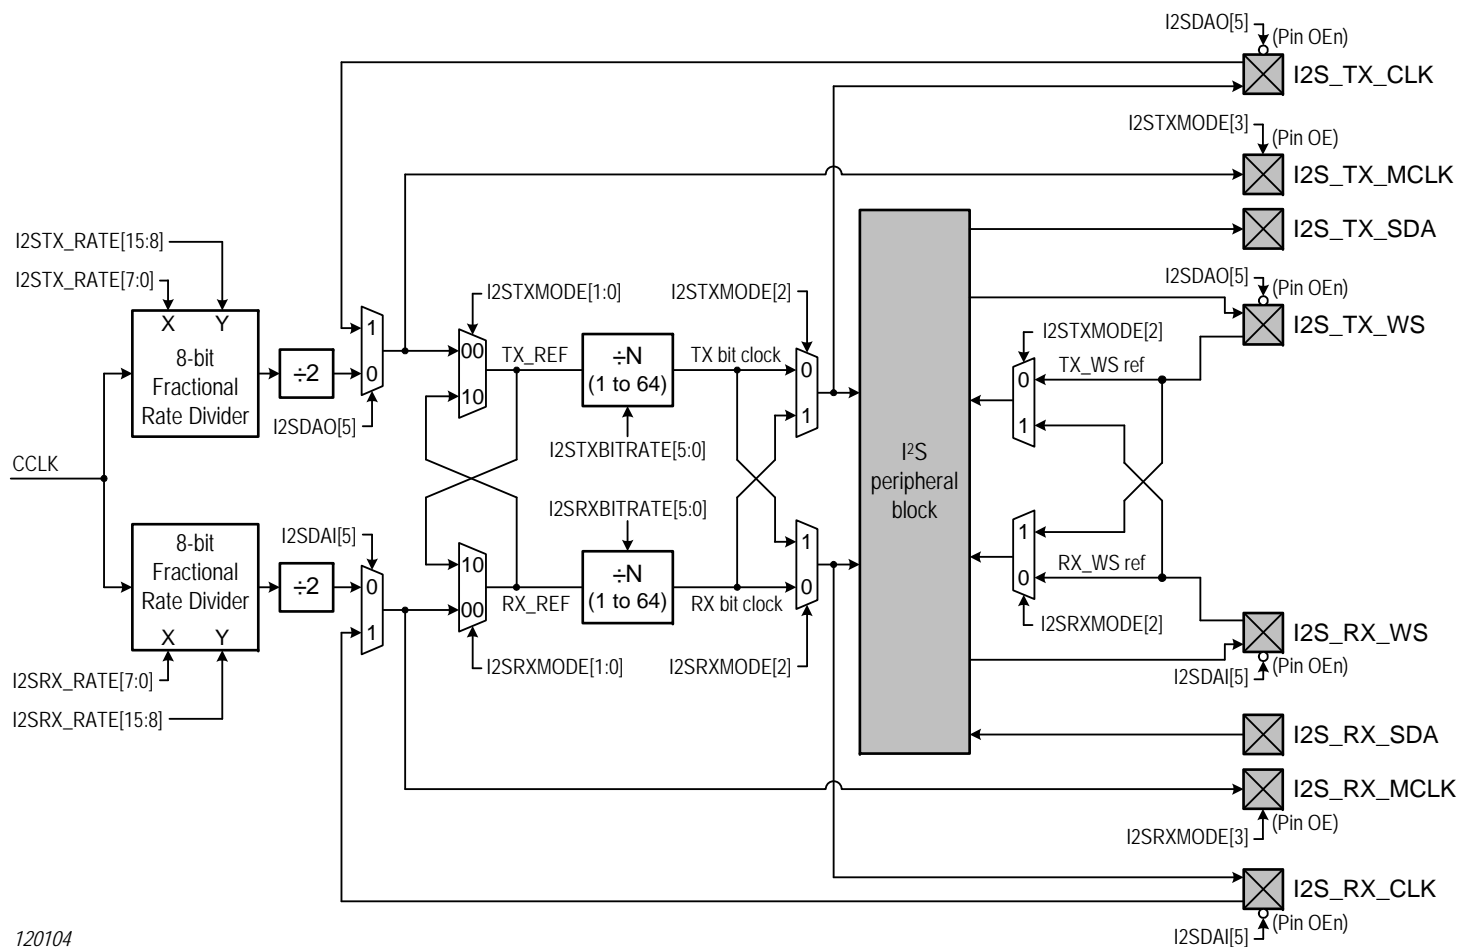 I2SDAO[5]
(Pin OEn)
I2S_TX_CLK
I2STXMODE[3]
(Pin OE)
I2S_TX_MCLK
I2S_TX_SDA
I2STX_RATE[15:8]
I2STX_RATE[7:0]
X Y
8-bit
Fractional
Rate Divider
÷2
1
0
I2SDAO[5]
I2STXMODE[1:0]
00
10
TX_REF
÷N
(1 to 64)
I2STXBITRATE[5:0]
TX bit clock
I2STXMODE[2]
0
1
I2SDAO[5]
(Pin OEn)
I2S_TX_WS
I2STXMODE[2]
TX_WS ref
0
1
CCLK
I2S
peripheral
block
8-bit
Fractional
Rate Divider
X Y
÷2
I2SDAI[5]
0
1
I2SRX_RATE[7:0]
I2SRX_RATE[15:8]
10
00
I2SRXMODE[1:0]
RX_REF
I2SRXBITRATE[5:0]
÷N
(1 to 64)
RX bit clock
1
0
I2SRXMODE[2]
1
0
RX_WS ref
I2SRXMODE[2]
I2S_RX_WS
I2SDAI[5]
(Pin OEn)
I2S_RX_SDA
I2S_RX_MCLK
I2SRXMODE[3]
(Pin OE)
I2S_RX_CLK
I2SDAI[5]
(Pin OEn)
120104